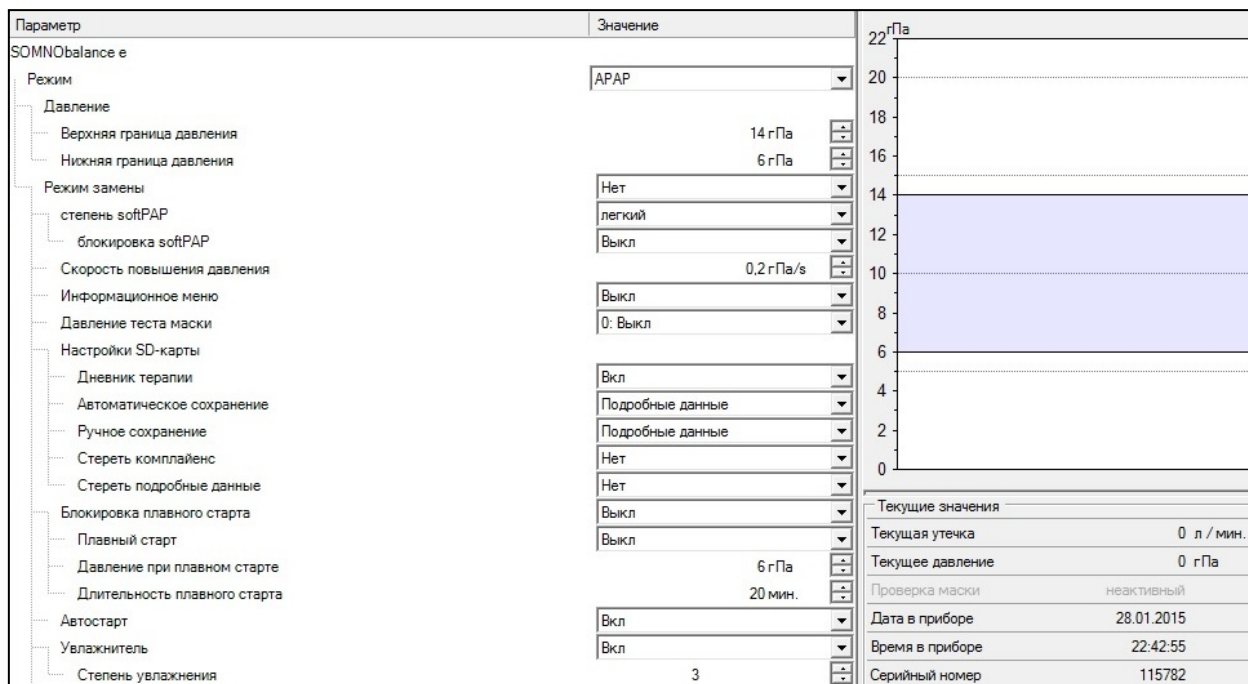 Параметр Значение
SOMNObalance e
Режим APAP
Давление
Верхняя граница давления 14 гПа
Нижняя граница давления 6 гПа
Режим замены Нет
степень softPAP легкий
блокировка softPAP Выкл
Скорость повышения давления 0,2 гПа/s
Информационное меню Выкл
Давление теста маски 0: Выкл
Настройки SD-карты
Дневник терапии Вкл
Автоматическое сохранение Подробные данные
Ручное сохранение Подробные данные
Стереть комплайенс Нет
Стереть подробные данные Нет
Блокировка плавного старта Выкл
Плавный старт Выкл
Давление при плавном старте 6 гПа
Длительность плавного старта 20 мин.
Автостарт Вкл
Увлажнитель Вкл
Степень увлажнения 3
гПа
22
20
18
16
14
12
10
8
6
4
2
0
Текущие значения
Текущая утечка 0 л / мин.
Текущее давление 0 гПа
Проверка маски неактивный
Дата в приборе 28.01.2015
Время в приборе 22:42:55
Серийный номер 115782